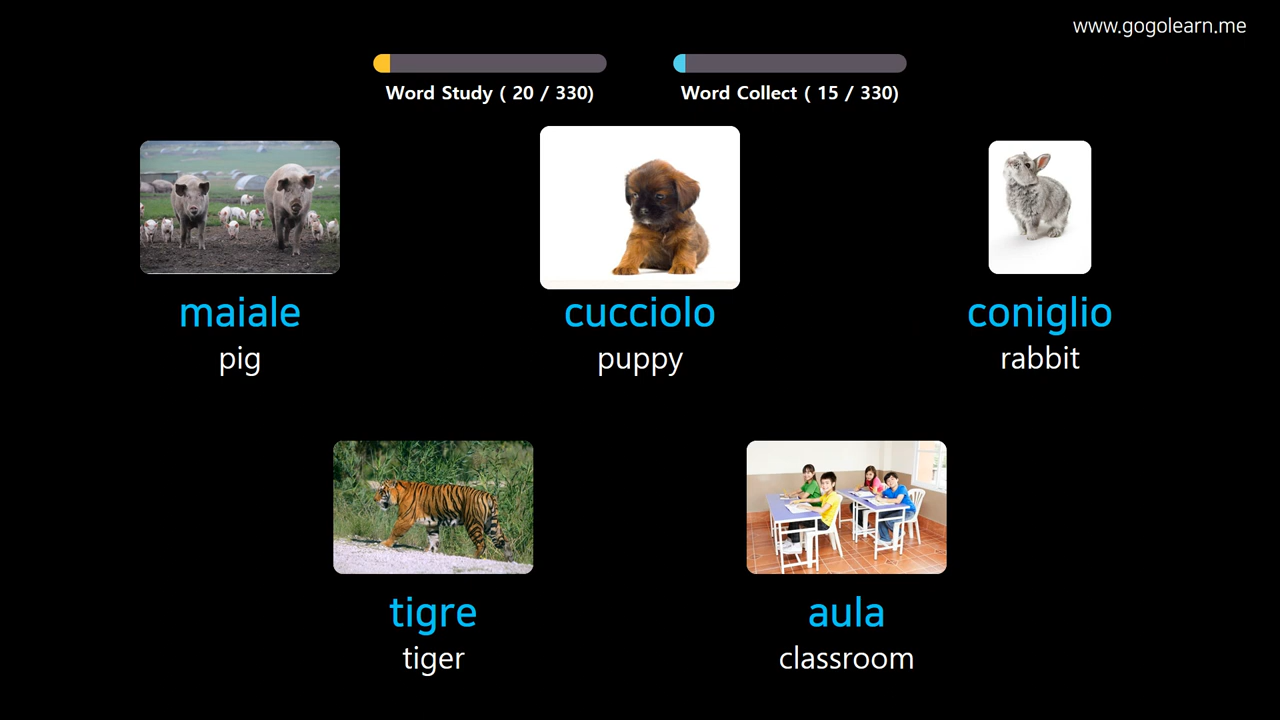 www.gogolearn.me
Word Study ( 20 / 330)
Word Collect ( 15 / 330)
maiale
pig
cucciolo
puppy
coniglio
rabbit
tigre
tiger
aula
classroom